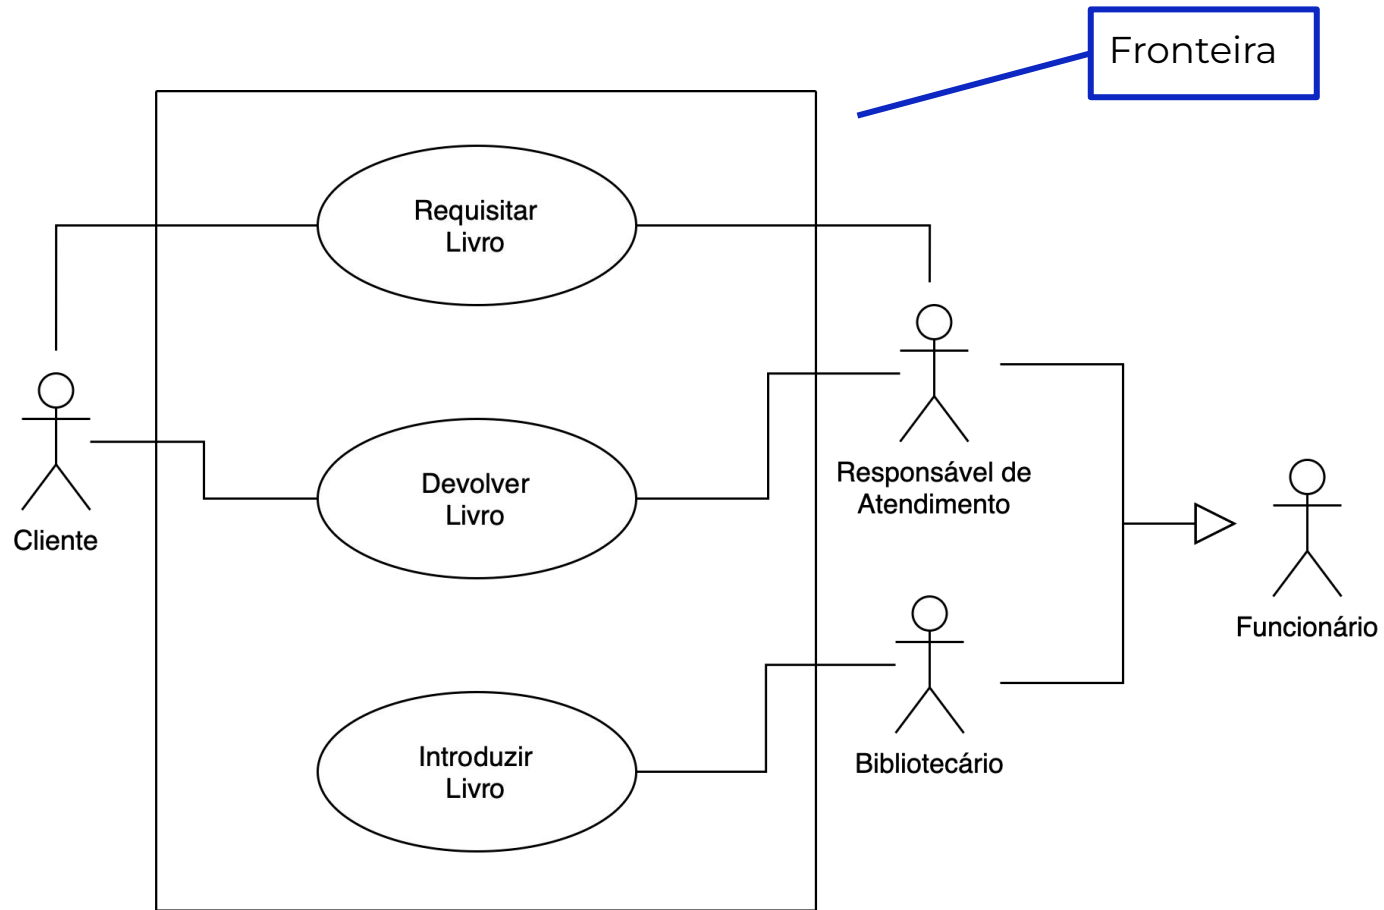 Fronteira
Requisitar
Livro
Devolver
Livro
Responsável de
Atendimento
Cliente
Funcionário
Introduzir
Livro
Bibliotecário